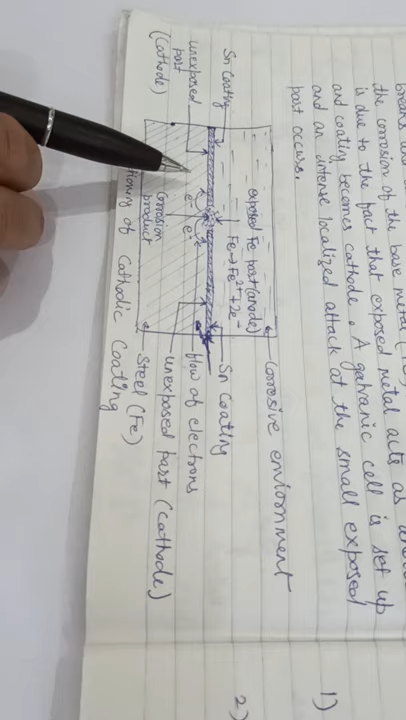 the corrosion of the base metal
is due to the fact that exposed metal acts as
and coating becomes cathode. A galvanic cell is set up
and an intense localized attack at the small exposed
part occurs.
1)
2)
Corrosive enviornment
exposed Fe part (anode)
Fe → Fe2+ + 2e-
Sn Coating
Sn Coating
unexposed
part
(Cathode)
flow of electrons
e-
e-
Corrosion
product
unexposed part (cathode)
Steel (Fe)
of Cathodic Coating